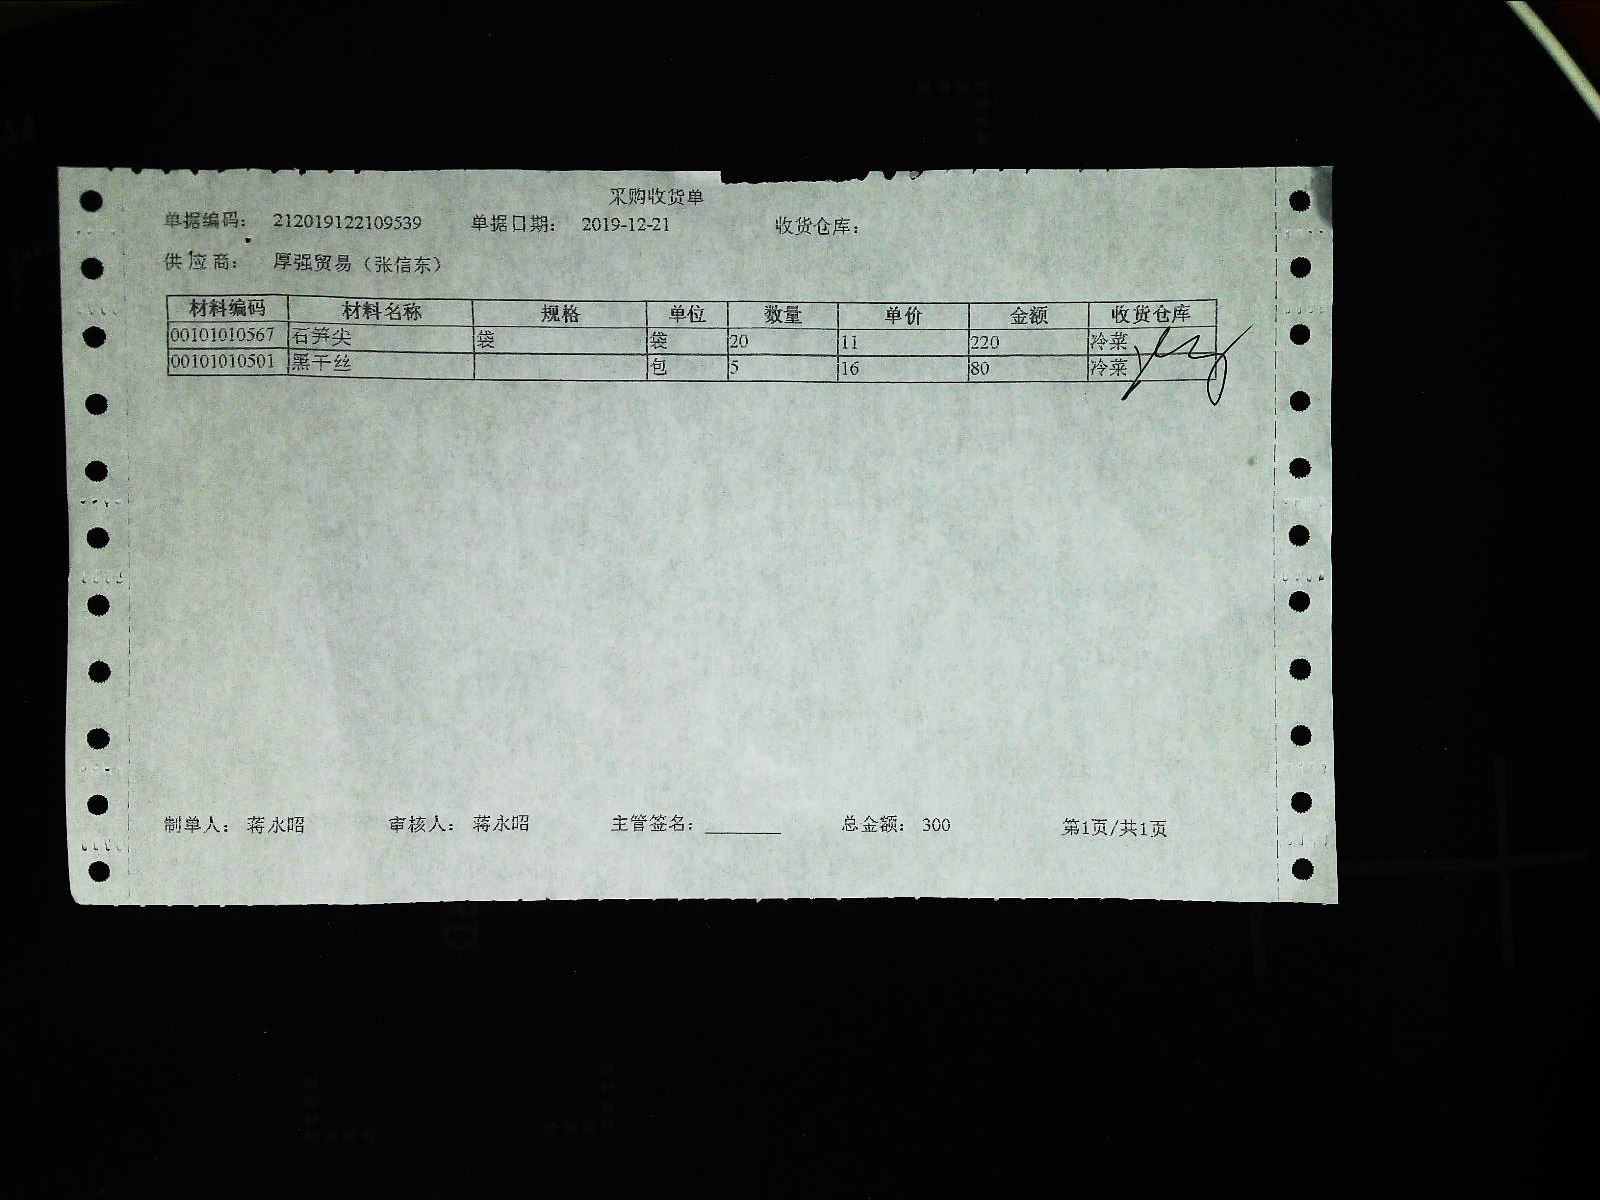 采购收货单
单据编码： 212019122109539 单据日期： 2019-12-21 收货仓库：
供应商： 厚强贸易（张信东）
材料编码 材料名称 规格 单位 数量 单价 金额 收货仓库
00101010567 石笋尖 袋 袋 20 11 220 冷菜
00101010501 黑干丝 包 5 16 80 冷菜
制单人： 蒋永昭 审核人： 蒋永昭 主管签名： 总金额： 300 第1页/共1页